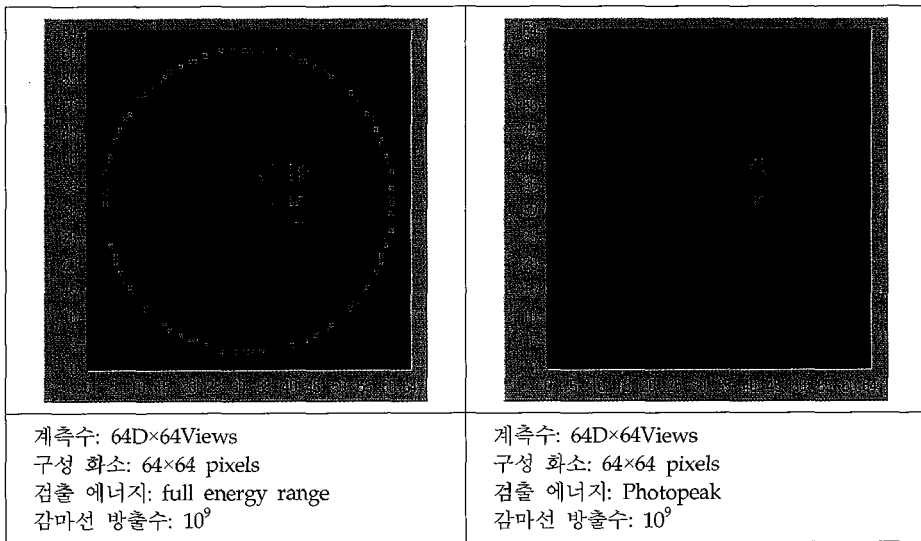 계측수: 64D×64Views
구성 화소: 64×64 pixels
검출 에너지: full energy range
감마선 방출수: 10⁹
계측수: 64D×64Views
구성 화소: 64×64 pixels
검출 에너지: Photopeak
감마선 방출수: 10⁹